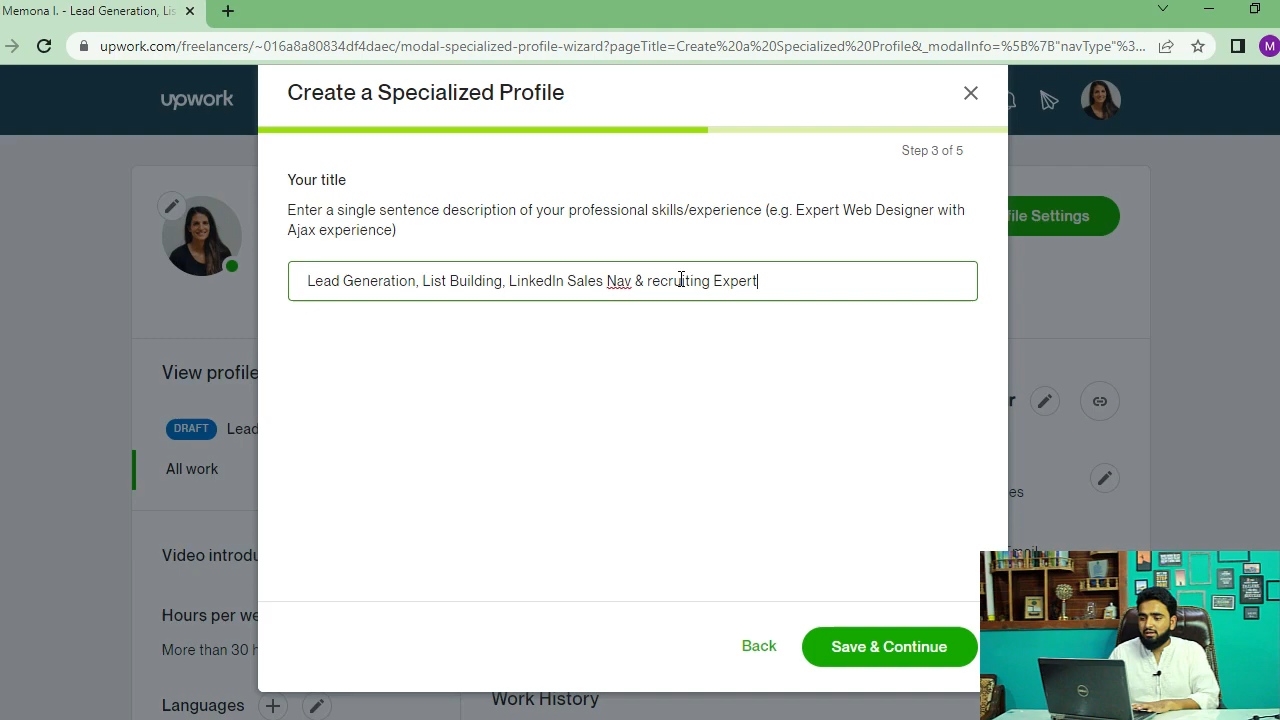 Memona I. - Lead Generation, List
upwork.com/freelancers/~016a8a80834df4daec/modal-specialized-profile-wizard?pageTitle=Create%20a%20Specialized%20Profile&_modalInfo=%5B%7B"navType"%3...
M
upwork
Create a Specialized Profile
Step 3 of 5
Your title
Enter a single sentence description of your professional skills/experience (e.g. Expert Web Designer with
Ajax experience)
file Settings
Lead Generation, List Building, LinkedIn Sales Nav & recruiting Expert
View profile
r
DRAFT Lead
All work
es
Email
Video introdu
Hours per we
More than 30 h
Back
Save & Continue
Languages
Work History
DELL